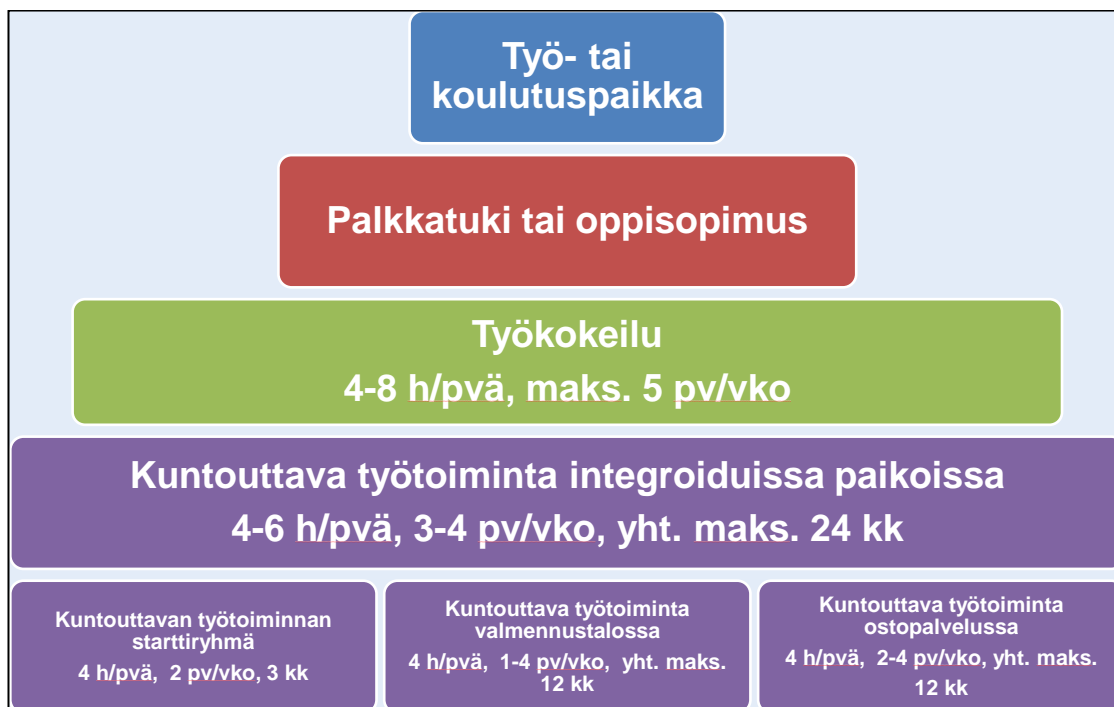 Työ- tai
koulutuspaikka
Palkkatuki tai oppisopimus
Työkokeilu
4-8 h/pvä, maks. 5 pv/vko
Kuntouttava työtoiminta integroiduissa paikoissa
4-6 h/pvä, 3-4 pv/vko, yht. maks. 24 kk
Kuntouttavan työtoiminnan
starttiryhmä
4 h/pvä, 2 pv/vko, 3 kk
Kuntouttava työtoiminta
valmennustalossa
4 h/pvä, 1-4 pv/vko, yht. maks.
12 kk
Kuntouttava työtoiminta
ostopalvelussa
4 h/pvä, 2-4 pv/vko, yht. maks.
12 kk